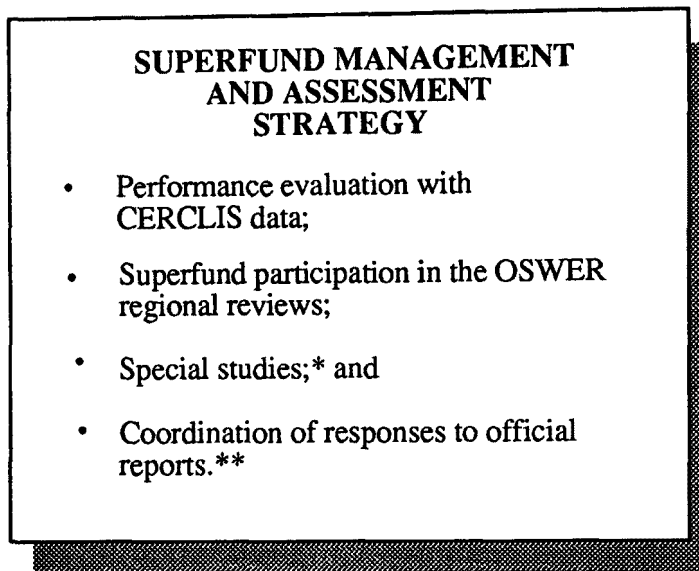 SUPERFUND MANAGEMENT
AND ASSESSMENT
STRATEGY
• Performance evaluation with
CERCLIS data;
• Superfund participation in the OSWER
regional reviews;
• Special studies;* and
• Coordination of responses to official
reports.**